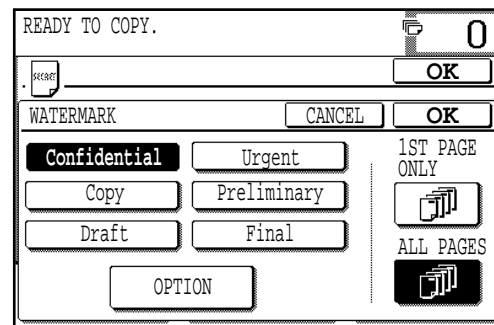 READY TO COPY.
0
SECRET
OK
WATERMARK
CANCEL
OK
Confidential
Urgent
1ST PAGE
ONLY
Copy
Preliminary
Draft
Final
ALL PAGES
OPTION